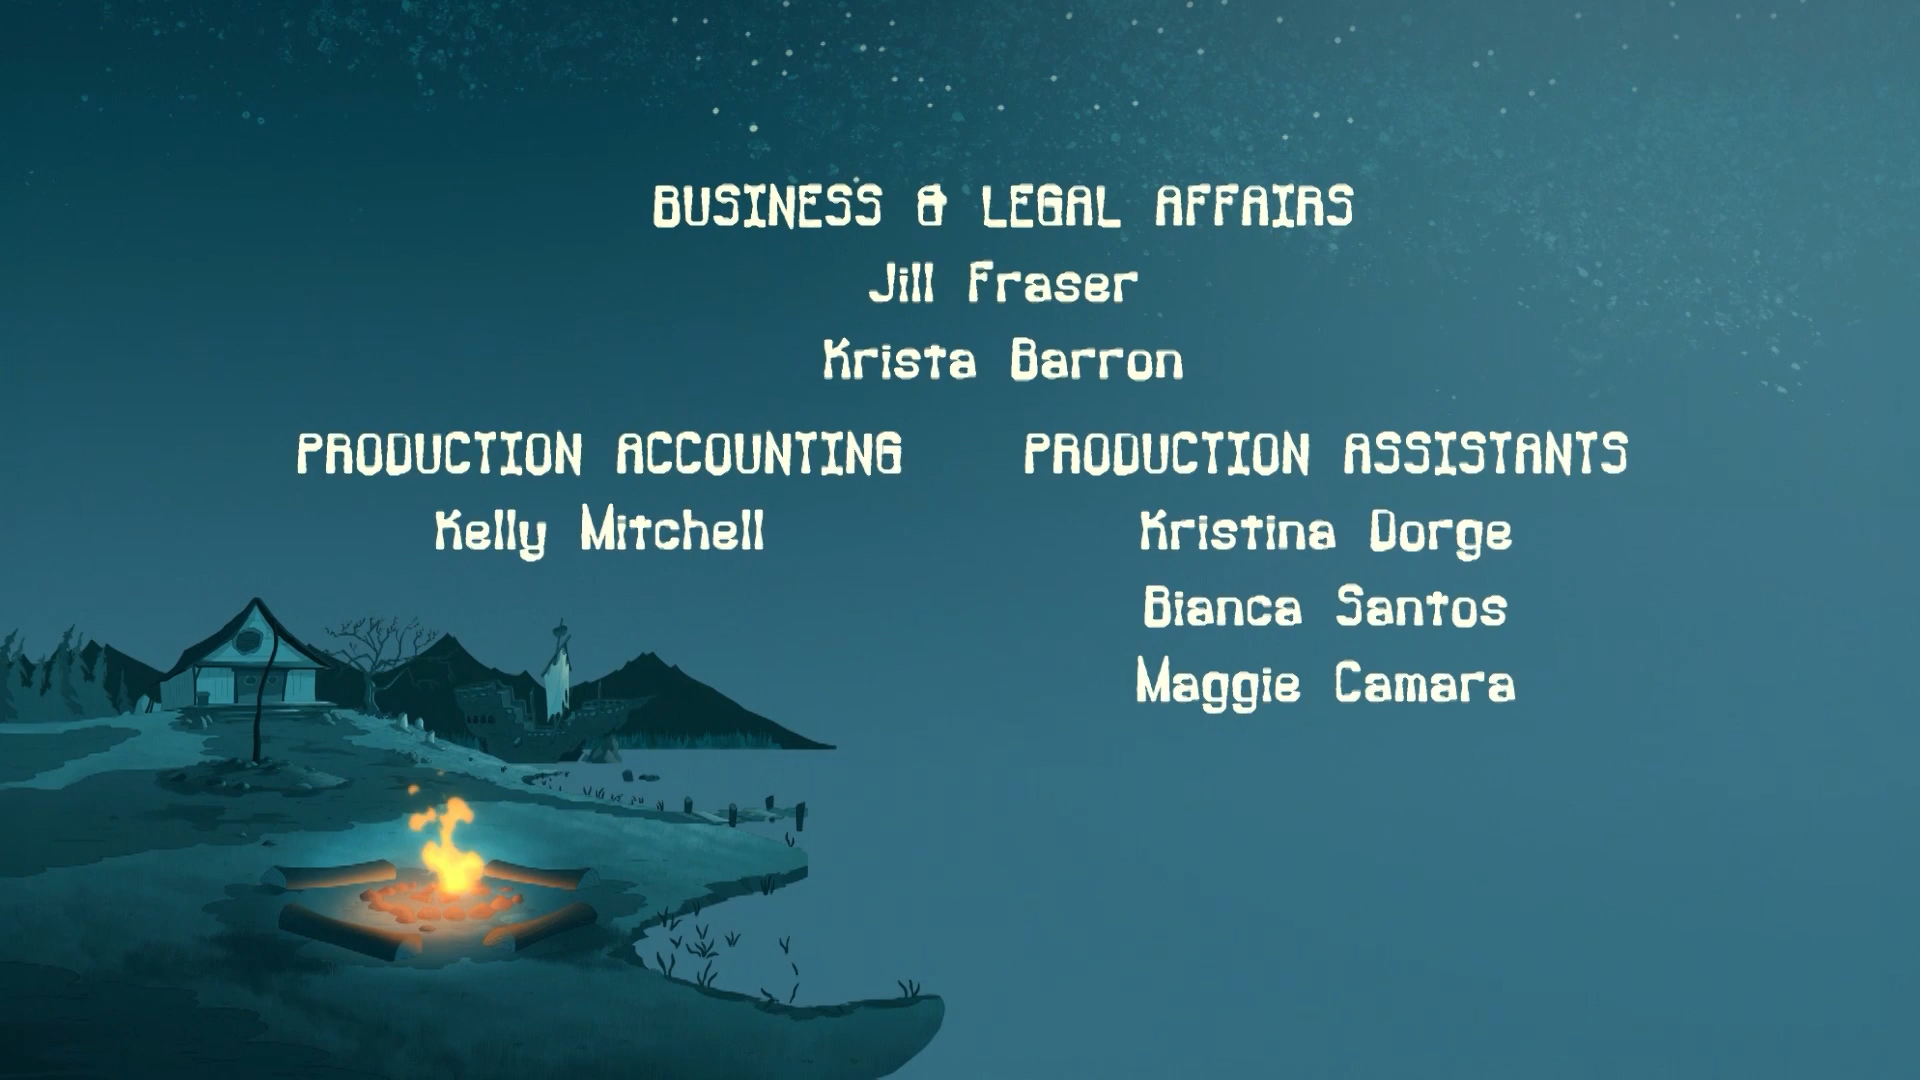 BUSINESS & LEGAL AFFAIRS
Jill Fraser
Krista Barron
PRODUCTION ACCOUNTING
Kelly Mitchell
PRODUCTION ASSISTANTS
Kristina Dorge
Bianca Santos
Maggie Camara